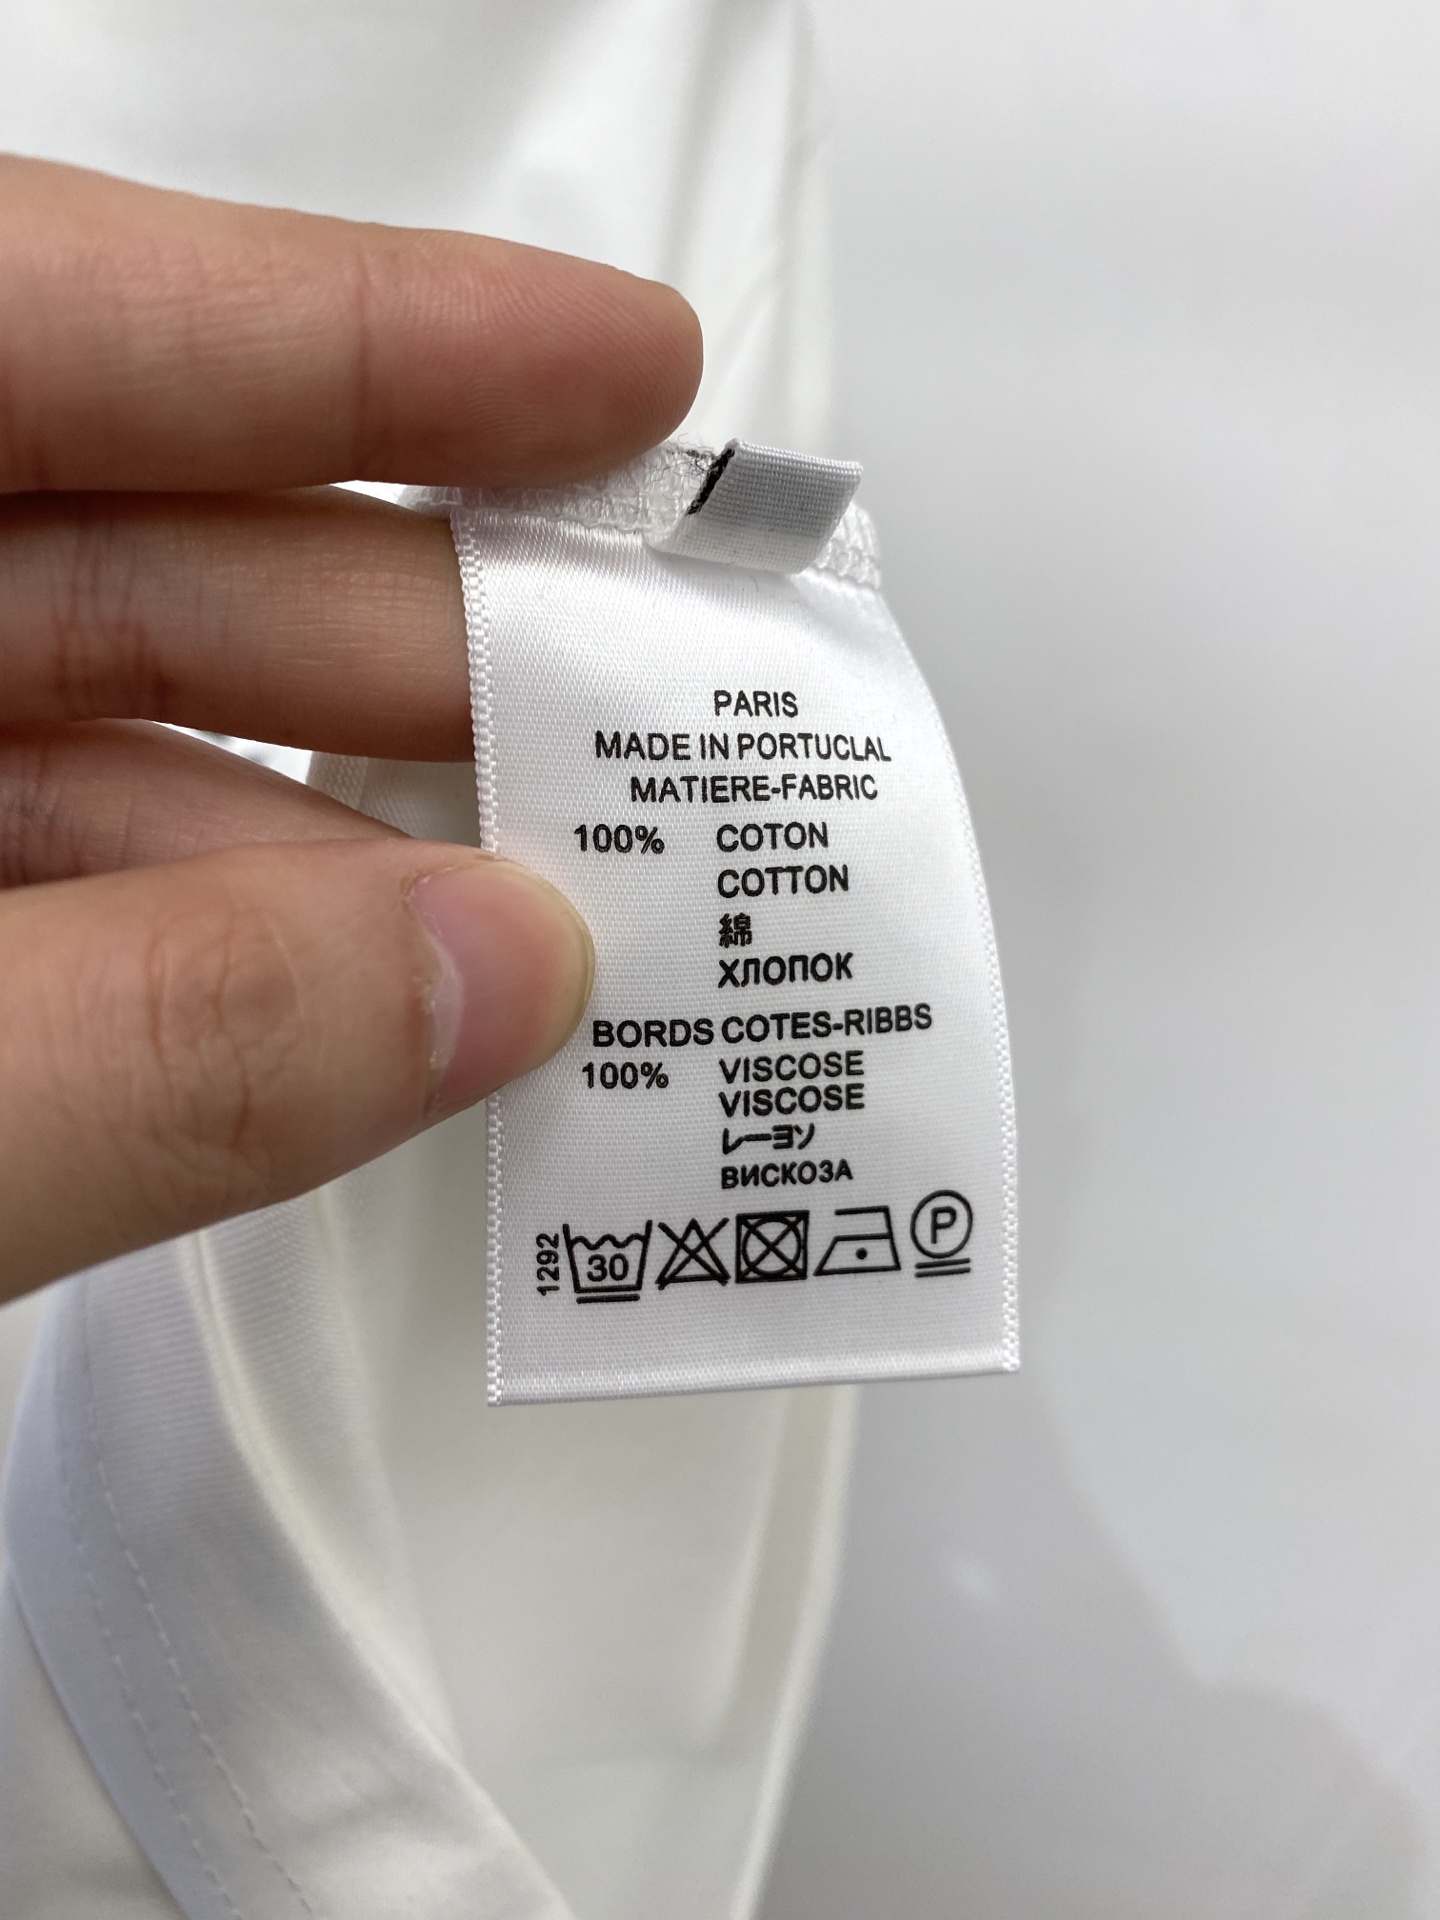 PARIS
MADE IN PORTUCLAL
MATIERE-FABRIC
100% COTON
COTTON
綿
ХЛОПОК
BORDS COTES-RIBBS
100% VISCOSE
VISCOSE
レーヨン
ВИСКОЗА
1292 30 P